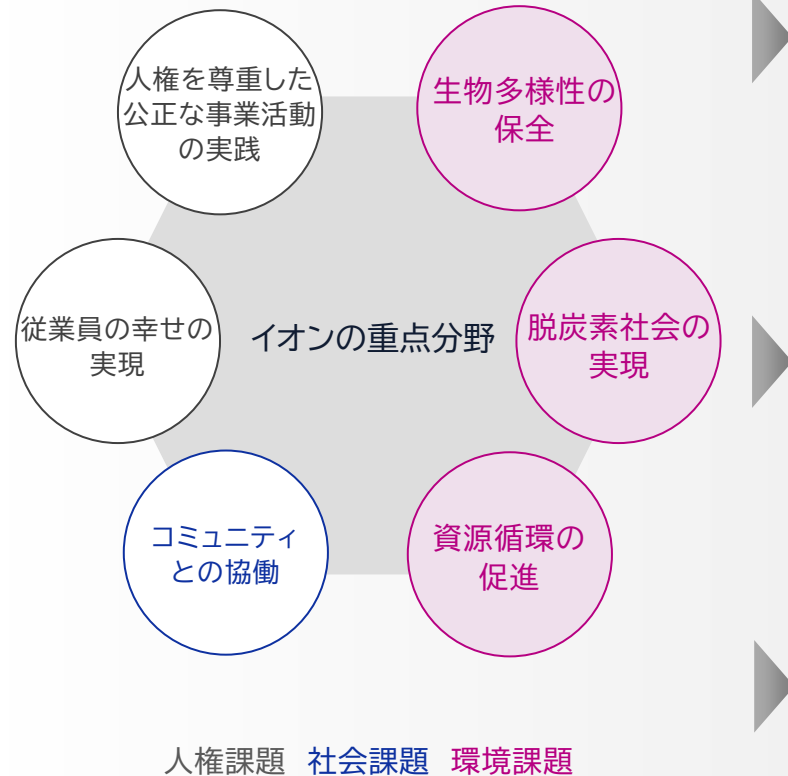 人権を尊重した
公正な事業活動
の実践
生物多様性の
保全
従業員の幸せの
実現
イオンの重点分野
脱炭素社会の
実現
コミュニティ
との協働
資源循環の
促進
人権課題 社会課題 環境課題